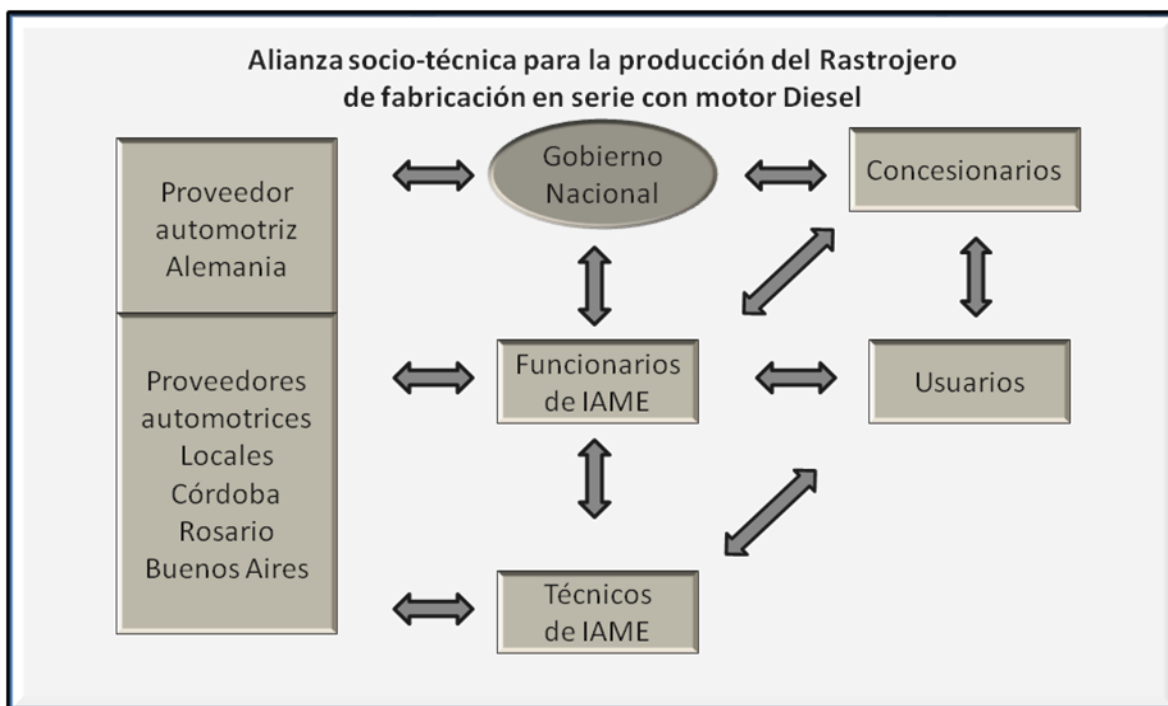 Alianza socio-técnica para la producción del Rastrojero
de fabricación en serie con motor Diesel
Proveedor
automotriz
Alemania
Gobierno
Nacional
Concesionarios
Proveedores
automotrices
Locales
Córdoba
Rosario
Buenos Aires
Funcionarios
de IAME
Usuarios
Técnicos
de IAME